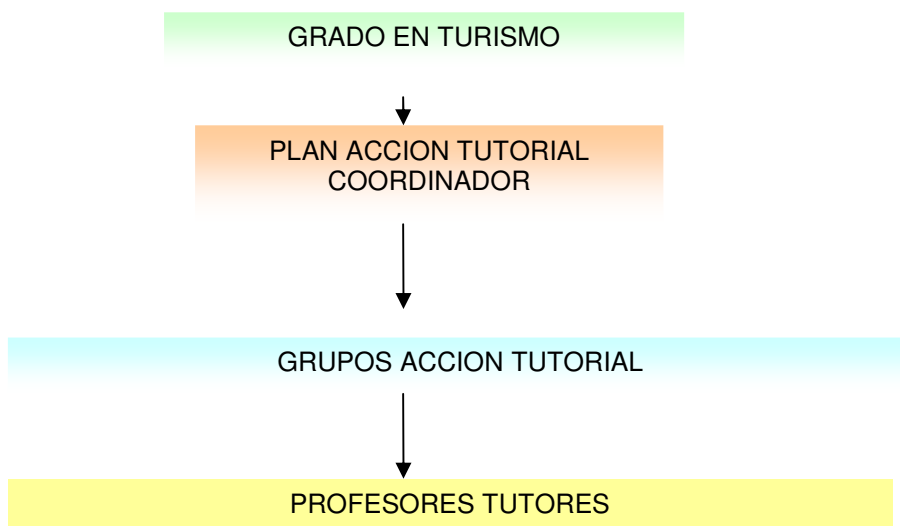 GRADO EN TURISMO
PLAN ACCION TUTORIAL
COORDINADOR
GRUPOS ACCION TUTORIAL
PROFESORES TUTORES